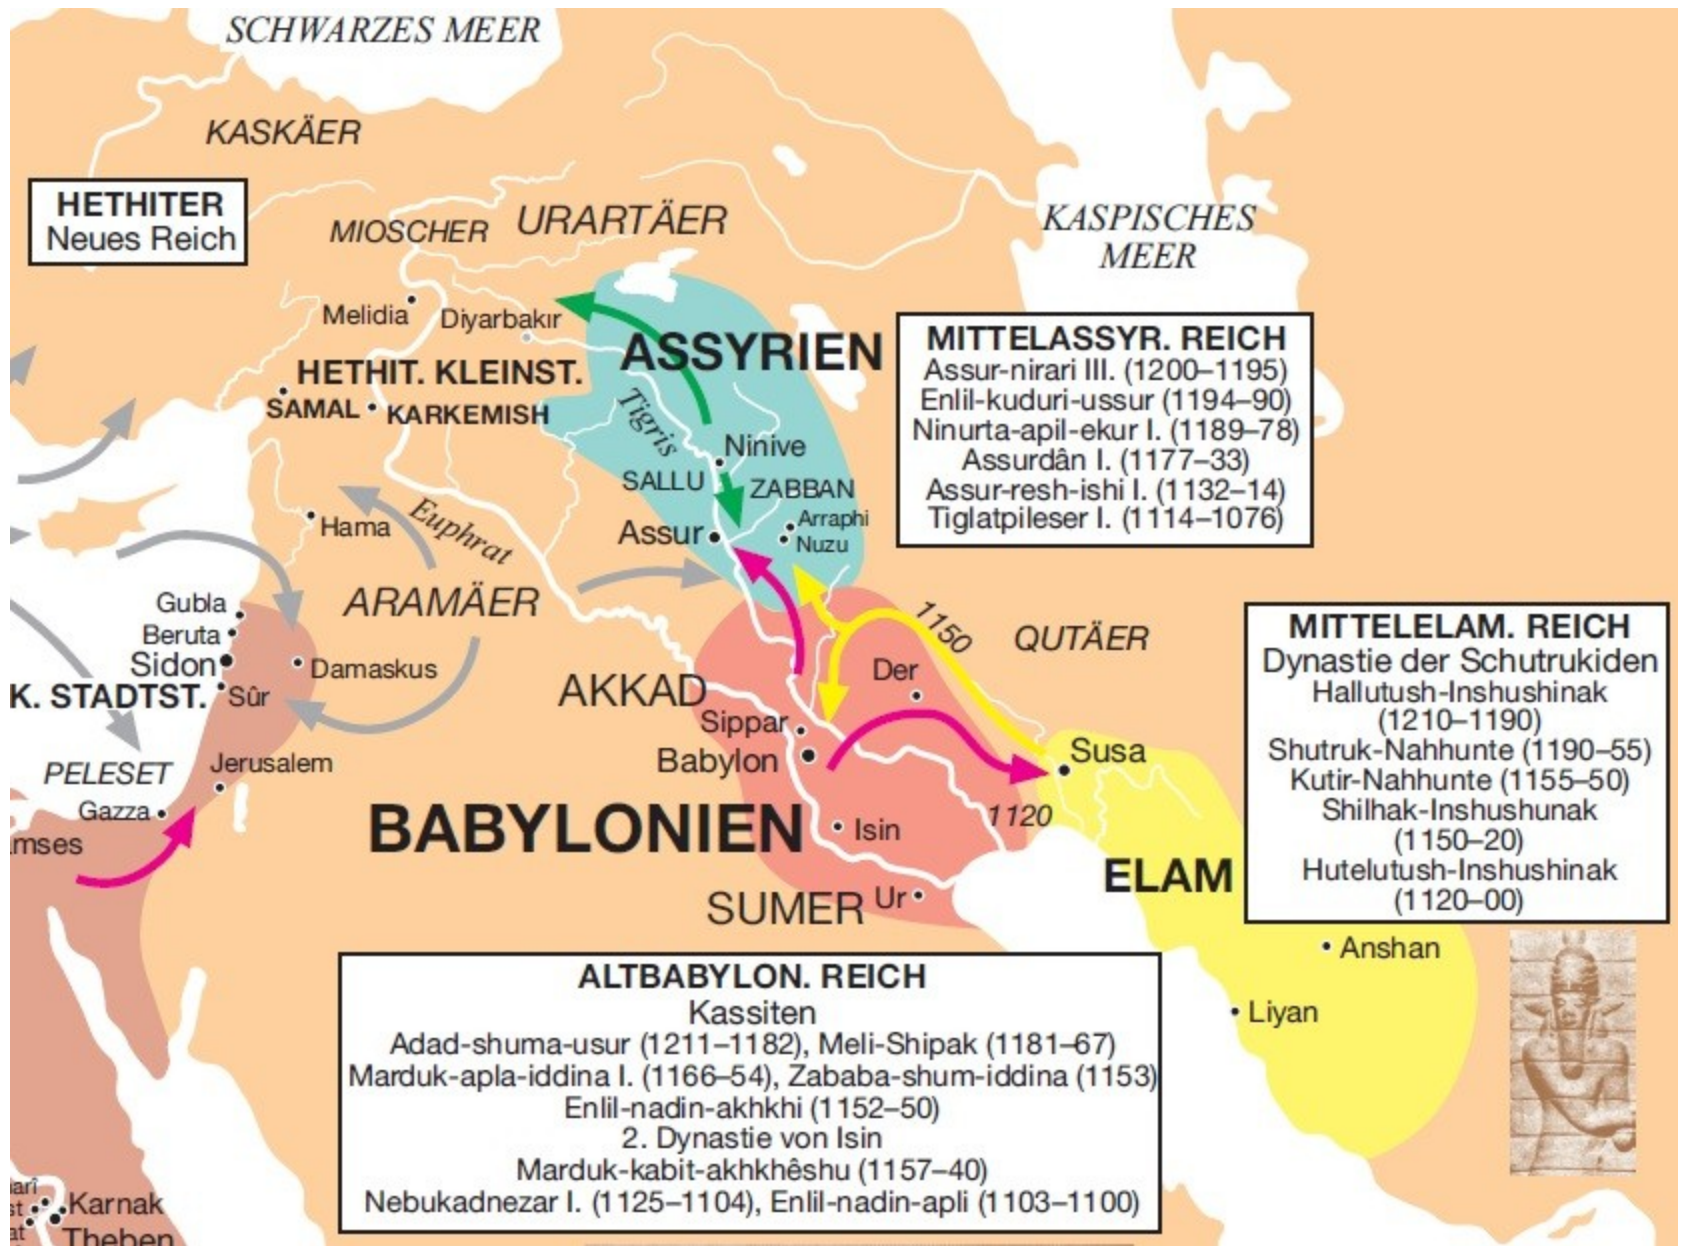 SCHWARZES MEER
KASKÄER
HETHITER
Neues Reich
MIOSCHER
URARTÄER
KASPISCHES
MEER
Melidia
Diyarbakır
ASSYRIEN
HETHIT. KLEINST.
SAMAL
KARKEMISH
Tigris
Ninive
SALLU
ZABBAN
Arraphi
Nuzu
Assur
Hama
Euphrat
ARAMÄER
MITTELASSYR. REICH
Assur-nirari III. (1200–1195)
Enlil-kuduri-ussur (1194–90)
Ninurta-apil-ekur I. (1189–78)
Assurdân I. (1177–33)
Assur-resh-ishi I. (1132–14)
Tiglatpileser I. (1114–1076)
Gubla
Beruta
Sidon
Damaskus
K. STADTST.
Sûr
PELESET
Jerusalem
Gazza
mses
AKKAD
Sippar
Babylon
Der
1150
QUTÄER
Susa
1120
BABYLONIEN
Isin
SUMER
Ur
ELAM
MITTELELAM. REICH
Dynastie der Schutrukiden
Hallutush-Inshushinak
(1210–1190)
Shutruk-Nahhunte (1190–55)
Kutir-Nahhunte (1155–50)
Shilhak-Inshushunak
(1150–20)
Hutelutush-Inshushinak
(1120–00)
Anshan
Liyan
ALTBABYLON. REICH
Kassiten
Adad-shuma-usur (1211–1182), Meli-Shipak (1181–67)
Marduk-apla-iddina I. (1166–54), Zababa-shum-iddina (1153)
Enlil-nadin-akhkhi (1152–50)
2. Dynastie von Isin
Marduk-kabit-akhkhêshu (1157–40)
Nebukadnezar I. (1125–1104), Enlil-nadin-apli (1103–1100)
Karnak
Theben